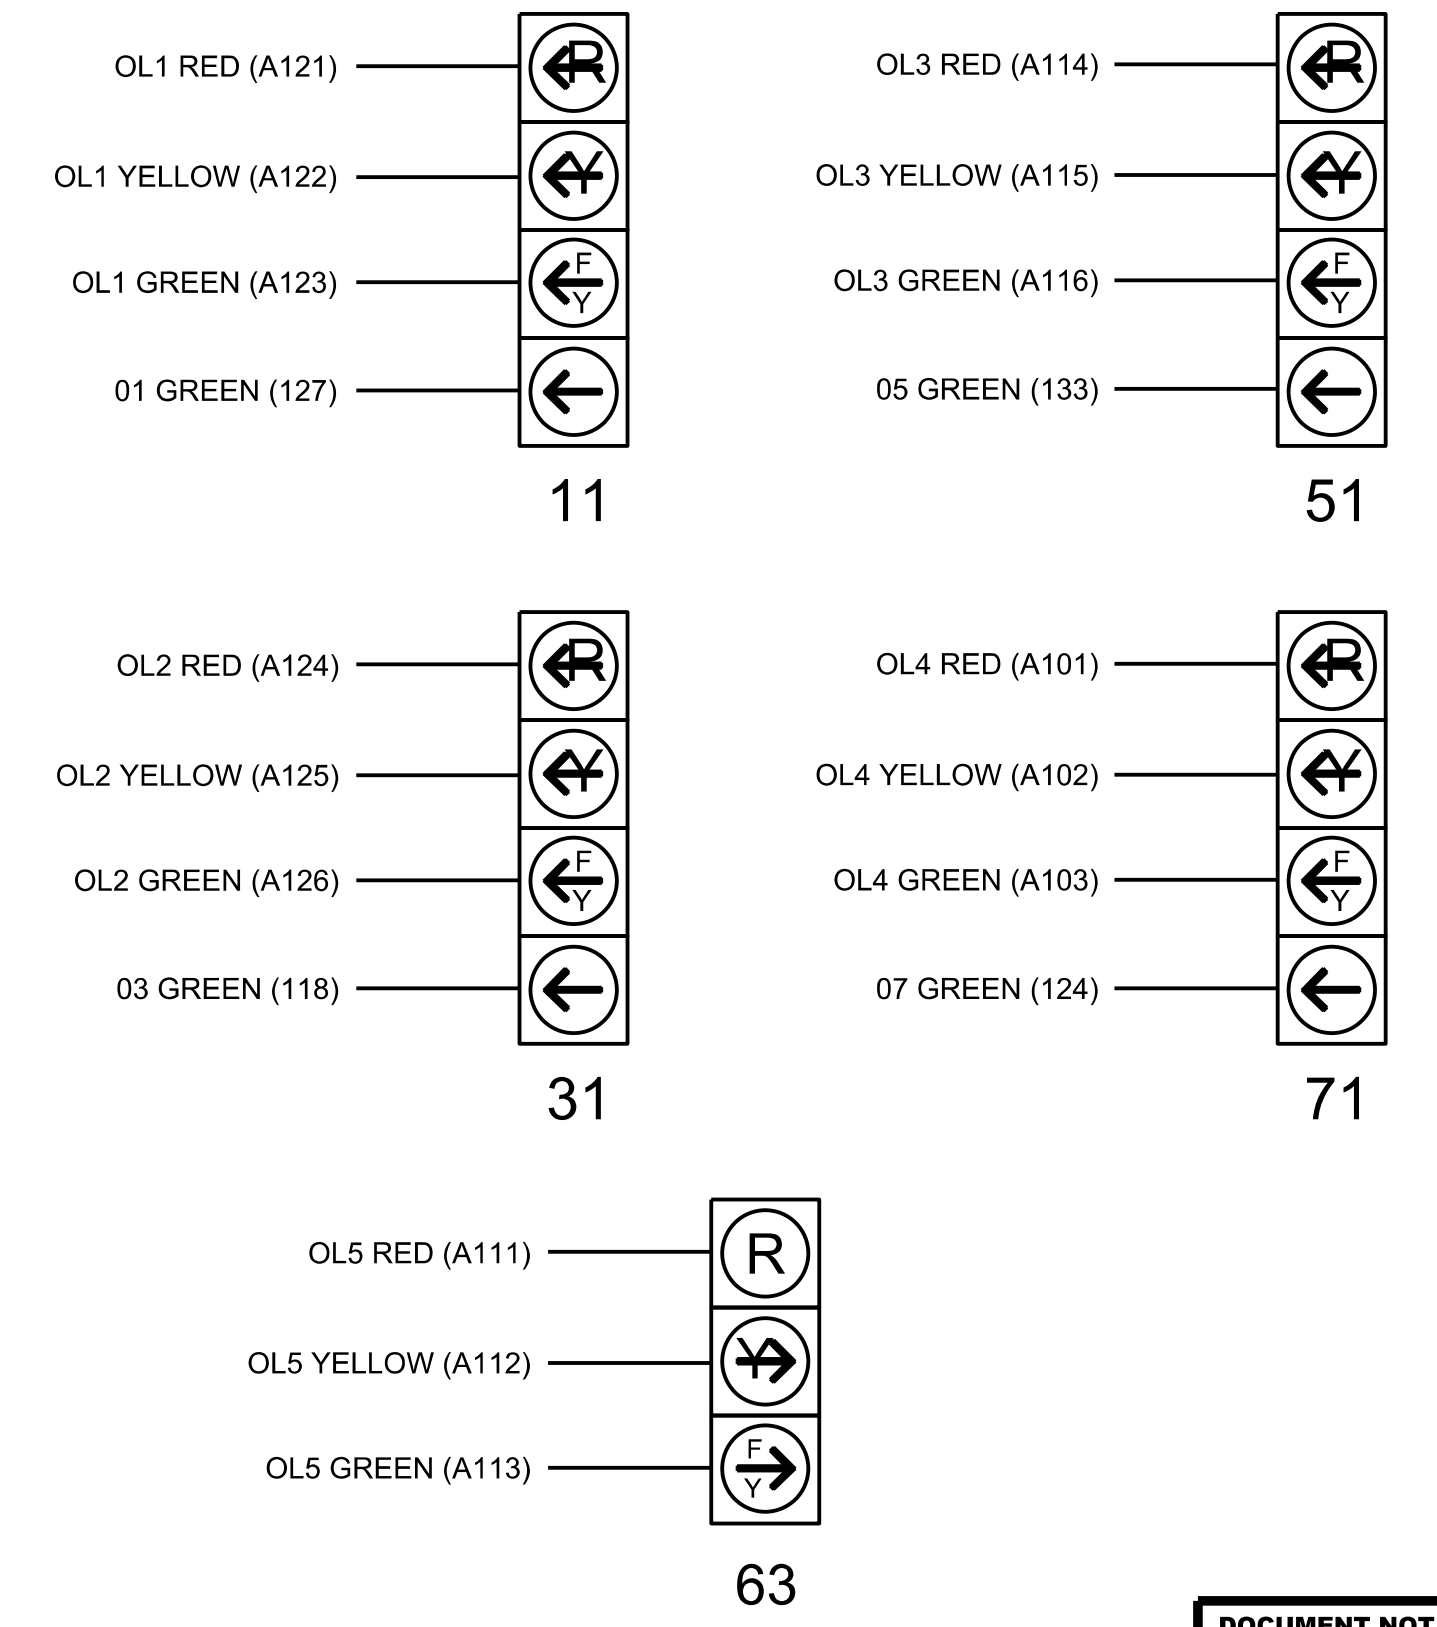 OL1 RED (A121)
R
OL1 YELLOW (A122)
Y
OL1 GREEN (A123)
F
Y
01 GREEN (127)
11
OL3 RED (A114)
R
OL3 YELLOW (A115)
Y
OL3 GREEN (A116)
F
Y
05 GREEN (133)
51
OL2 RED (A124)
R
OL2 YELLOW (A125)
Y
OL2 GREEN (A126)
F
Y
03 GREEN (118)
31
OL4 RED (A101)
R
OL4 YELLOW (A102)
Y
OL4 GREEN (A103)
F
Y
07 GREEN (124)
71
OL5 RED (A111)
R
OL5 YELLOW (A112)
Y
OL5 GREEN (A113)
F
Y
63
DOCUMENT NOT